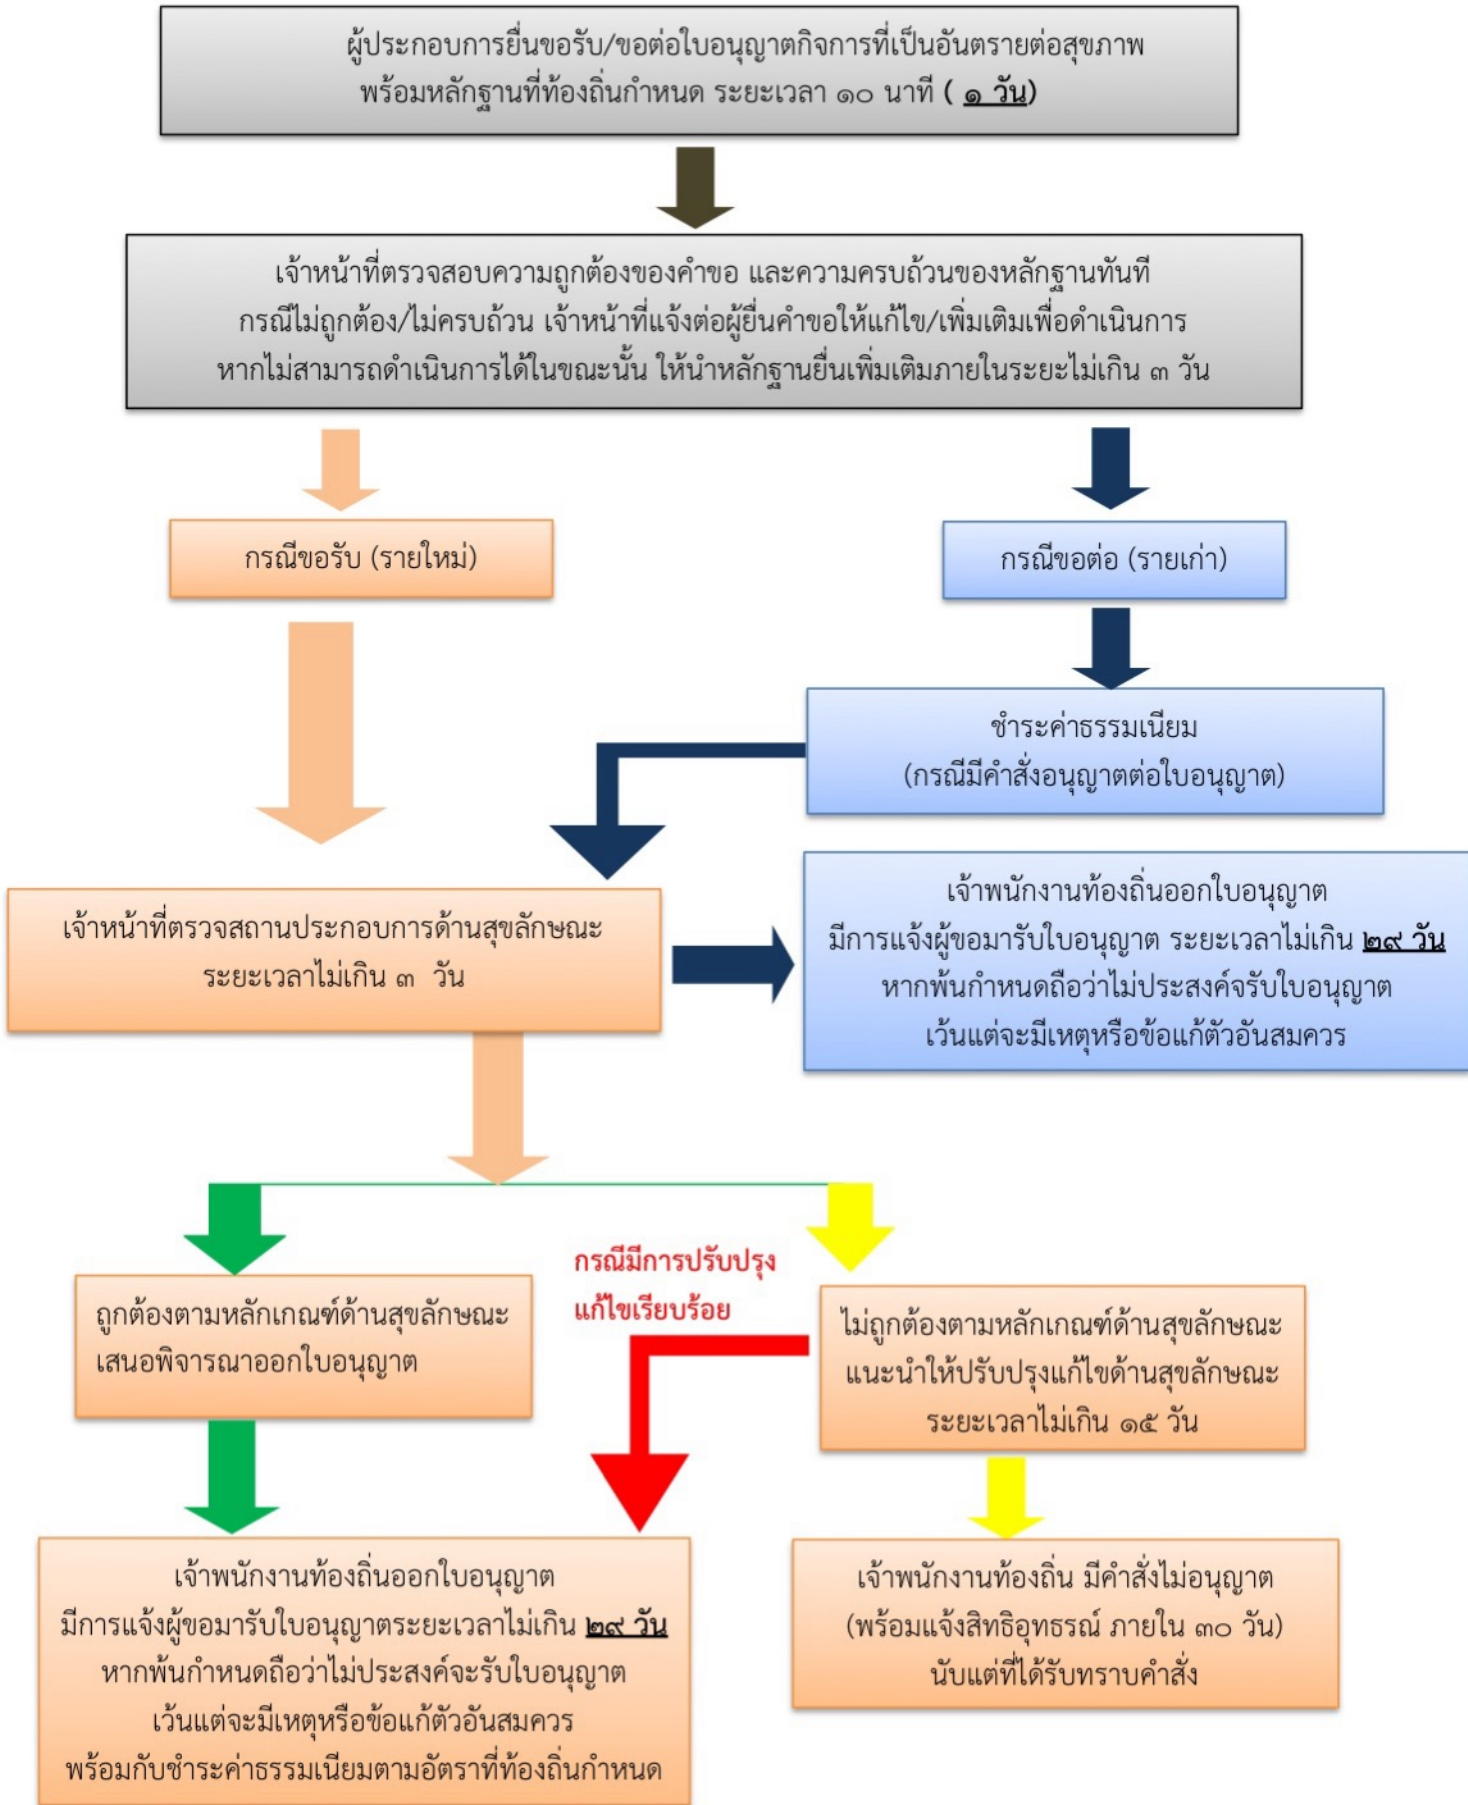 ผู้ประกอบการยื่นขอรับ/ขอต่อใบอนุญาตกิจการที่เป็นอันตรายต่อสุขภาพ
พร้อมหลักฐานที่ท้องถิ่นกำหนด ระยะเวลา ๑๐ นาที ( ๑ วัน)
เจ้าหน้าที่ตรวจสอบความถูกต้องของคำขอ และความครบถ้วนของหลักฐานทันที
กรณีไม่ถูกต้อง/ไม่ครบถ้วน เจ้าหน้าที่แจ้งต่อผู้ยื่นคำขอให้แก้ไข/เพิ่มเติมเพื่อดำเนินการ
หากไม่สามารถดำเนินการได้ในขณะนั้น ให้นำหลักฐานยื่นเพิ่มเติมภายในระยะไม่เกิน ๓ วัน
กรณีขอรับ (รายใหม่)
กรณีขอต่อ (รายเก่า)
ชำระค่าธรรมเนียม
(กรณีมีคำสั่งอนุญาตต่อใบอนุญาต)
เจ้าหน้าที่ตรวจสถานประกอบการด้านสุขลักษณะ
ระยะเวลาไม่เกิน ๓ วัน
เจ้าพนักงานท้องถิ่นออกใบอนุญาต
มีการแจ้งผู้ขอมารับใบอนุญาต ระยะเวลาไม่เกิน ๒๙ วัน
หากพ้นกำหนดถือว่าไม่ประสงค์จรับใบอนุญาต
เว้นแต่จะมีเหตุหรือข้อแก้ตัวอันสมควร
กรณีมีการปรับปรุง
แก้ไขเรียบร้อย
ถูกต้องตามหลักเกณฑ์ด้านสุขลักษณะ
เสนอพิจารณาออกใบอนุญาต
ไม่ถูกต้องตามหลักเกณฑ์ด้านสุขลักษณะ
แนะนำให้ปรับปรุงแก้ไขด้านสุขลักษณะ
ระยะเวลาไม่เกิน ๑๕ วัน
เจ้าพนักงานท้องถิ่นออกใบอนุญาต
มีการแจ้งผู้ขอมารับใบอนุญาตระยะเวลาไม่เกิน ๒๙ วัน
หากพ้นกำหนดถือว่าไม่ประสงค์จะรับใบอนุญาต
เว้นแต่จะมีเหตุหรือข้อแก้ตัวอันสมควร
พร้อมกับชำระค่าธรรมเนียมตามอัตราที่ท้องถิ่นกำหนด
เจ้าพนักงานท้องถิ่น มีคำสั่งไม่อนุญาต
(พร้อมแจ้งสิทธิอุทธรณ์ ภายใน ๓๐ วัน)
นับแต่ที่ได้รับทราบคำสั่ง